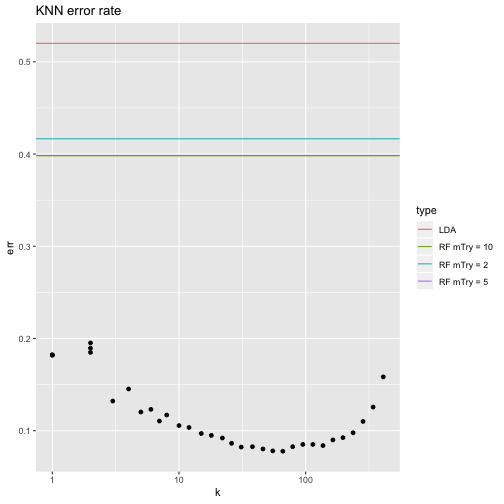 KNN error rate
0.5
0.4
0.3
0.2
0.1
err
1
10
100
k
type
LDA
RF mTry = 10
RF mTry = 2
RF mTry = 5